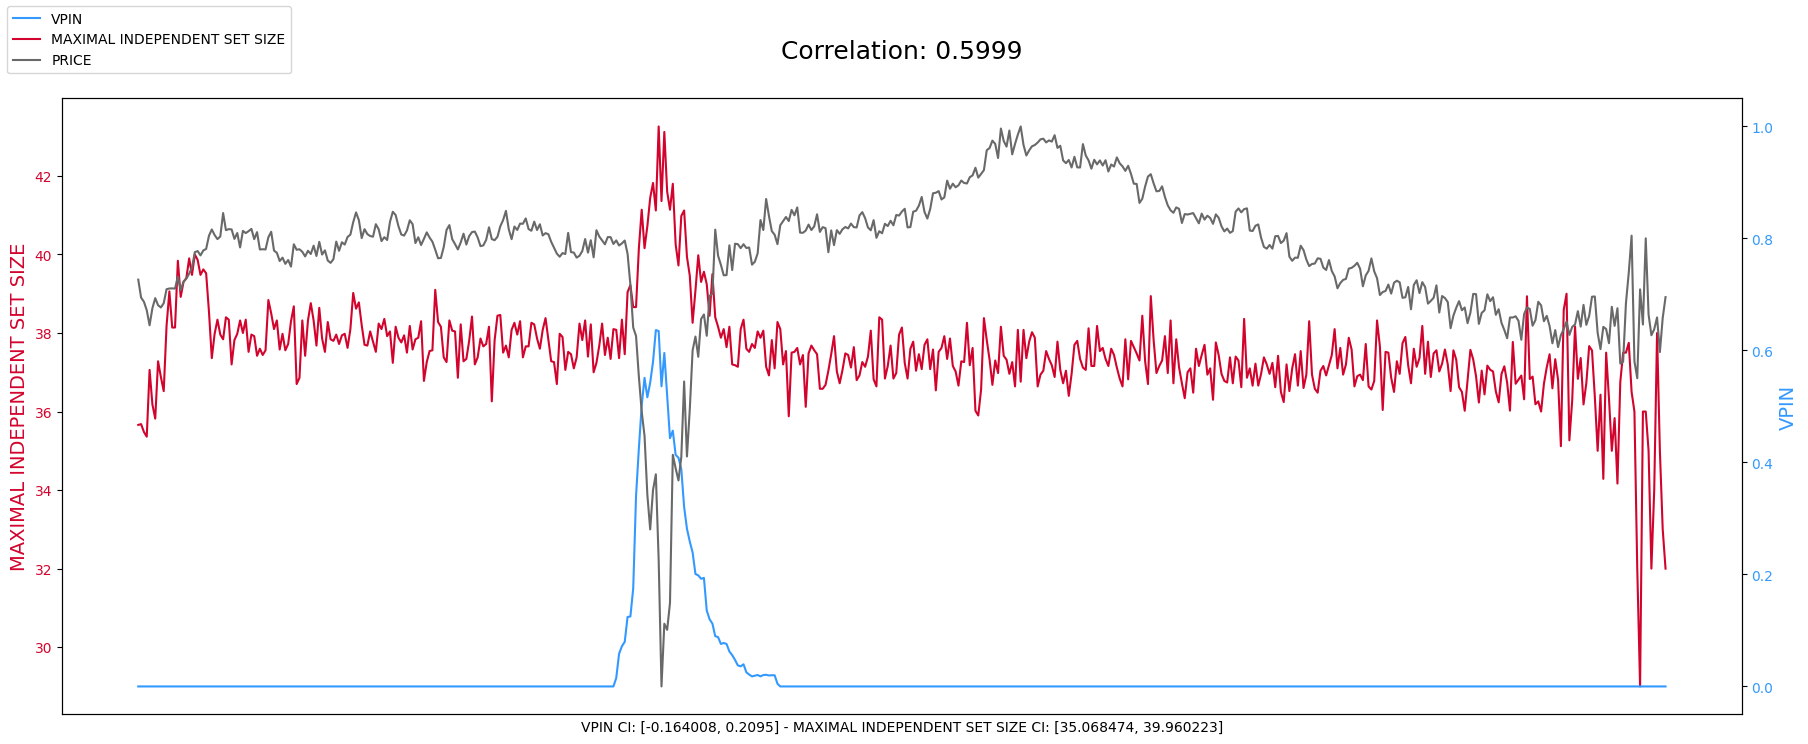 VPIN
MAXIMAL INDEPENDENT SET SIZE
PRICE
Correlation: 0.5999
MAXIMAL INDEPENDENT SET SIZE
42
40
38
36
34
32
30
1.0
0.8
0.6
0.4
0.2
0.0
VPIN
VPIN CI: [-0.164008, 0.2095] - MAXIMAL INDEPENDENT SET SIZE CI: [35.068474, 39.960223]